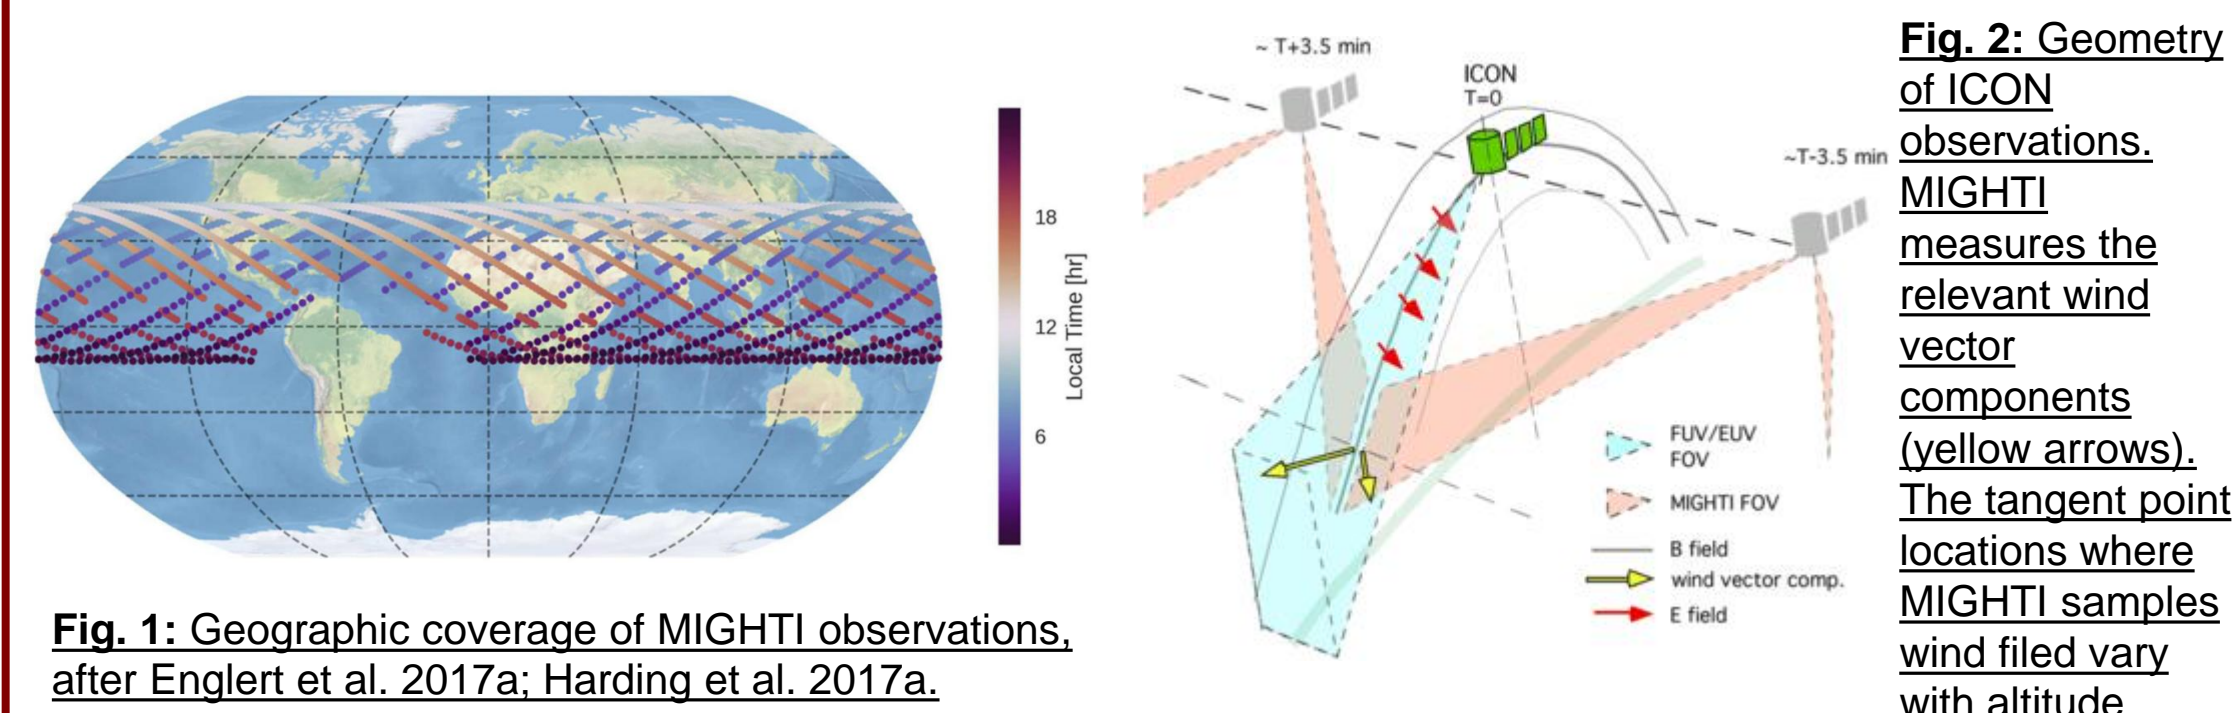 18
12
6
Local Time [hr]
Fig. 1: Geographic coverage of MIGHTI observations,
after Englert et al. 2017a; Harding et al. 2017a.
~ T+3.5 min
ICON
T=0
~T-3.5 min
FUV/EUV
FOV
MIGHTI FOV
B field
wind vector comp.
E field
Fig. 2: Geometry
of ICON
observations.
MIGHTI
measures the
relevant wind
vector
components
(yellow arrows).
The tangent point
locations where
MIGHTI samples
wind filed vary
with altitude